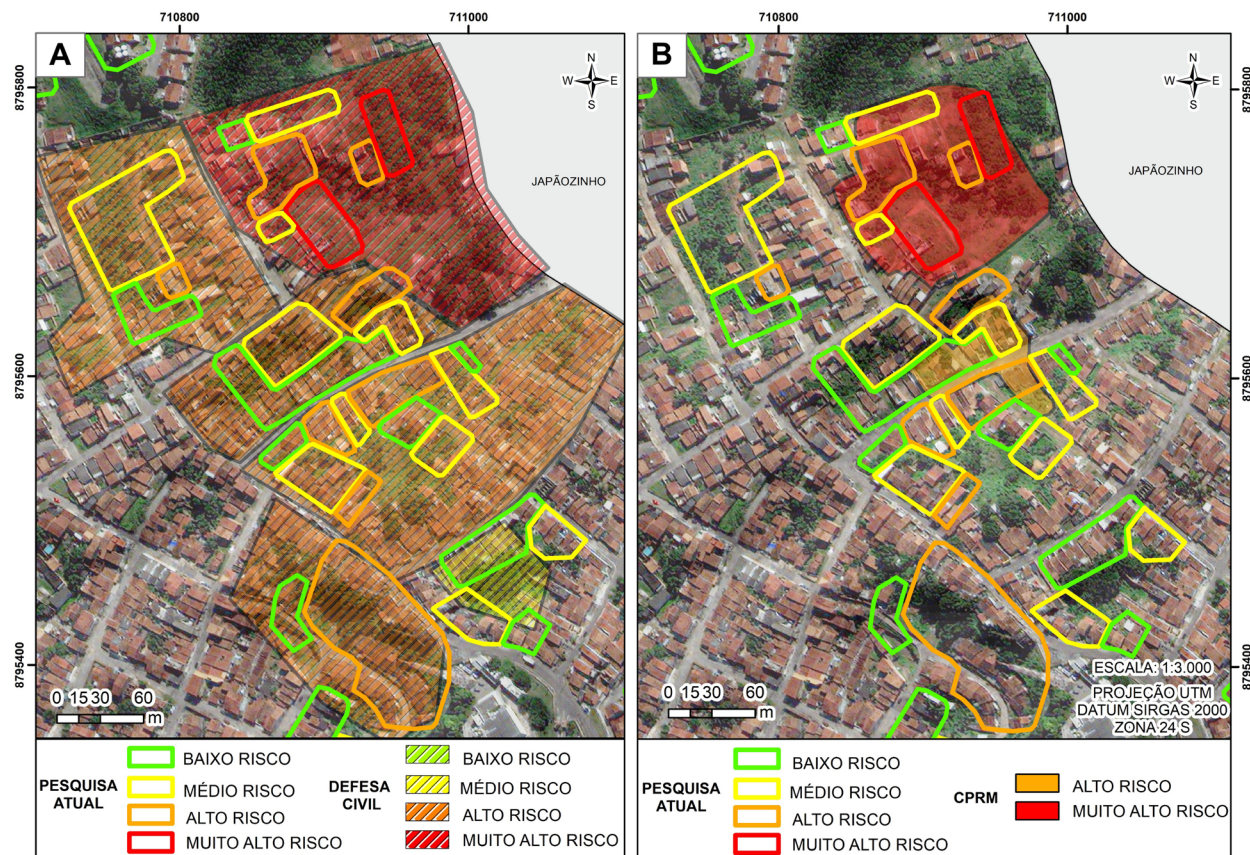 710800
711000
710800
711000
A
N
W E
S
B
N
W E
S
8795800
8795800
JAPÃOZINHO
JAPÃOZINHO
8795600
8795600
8795400
8795400
0 15 30 60
m
0 15 30 60
m
ESCALA: 1:3.000
PROJEÇÃO UTM
DATUM SIRGAS 2000
ZONA 24 S
PESQUISA
ATUAL
BAIXO RISCO
MÉDIO RISCO
ALTO RISCO
MUITO ALTO RISCO
DEFESA
CIVIL
BAIXO RISCO
MÉDIO RISCO
ALTO RISCO
MUITO ALTO RISCO
PESQUISA
ATUAL
BAIXO RISCO
MÉDIO RISCO
ALTO RISCO
MUITO ALTO RISCO
CPRM
ALTO RISCO
MUITO ALTO RISCO